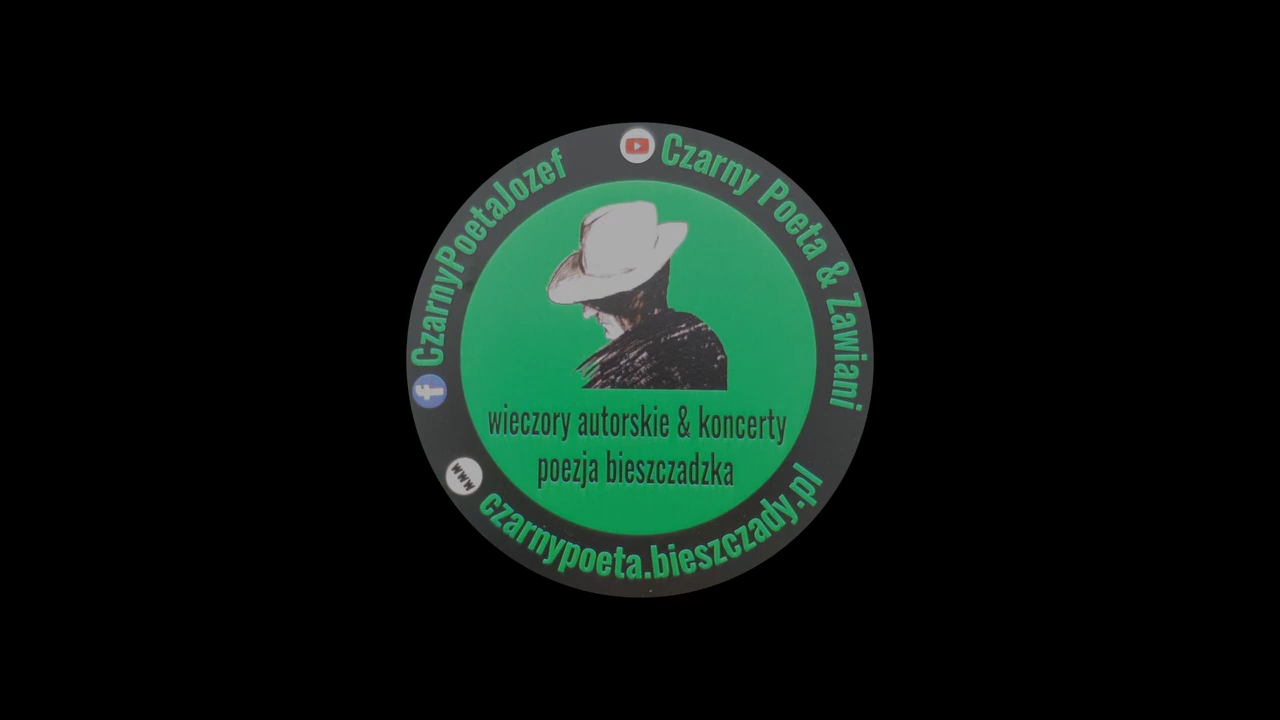 CzarnyPoetaJozef
Czarny Poeta & Zawiani
wieczory autorskie & koncerty
poezja bieszczadzka
www
czarnypoeta.bieszczady.pl